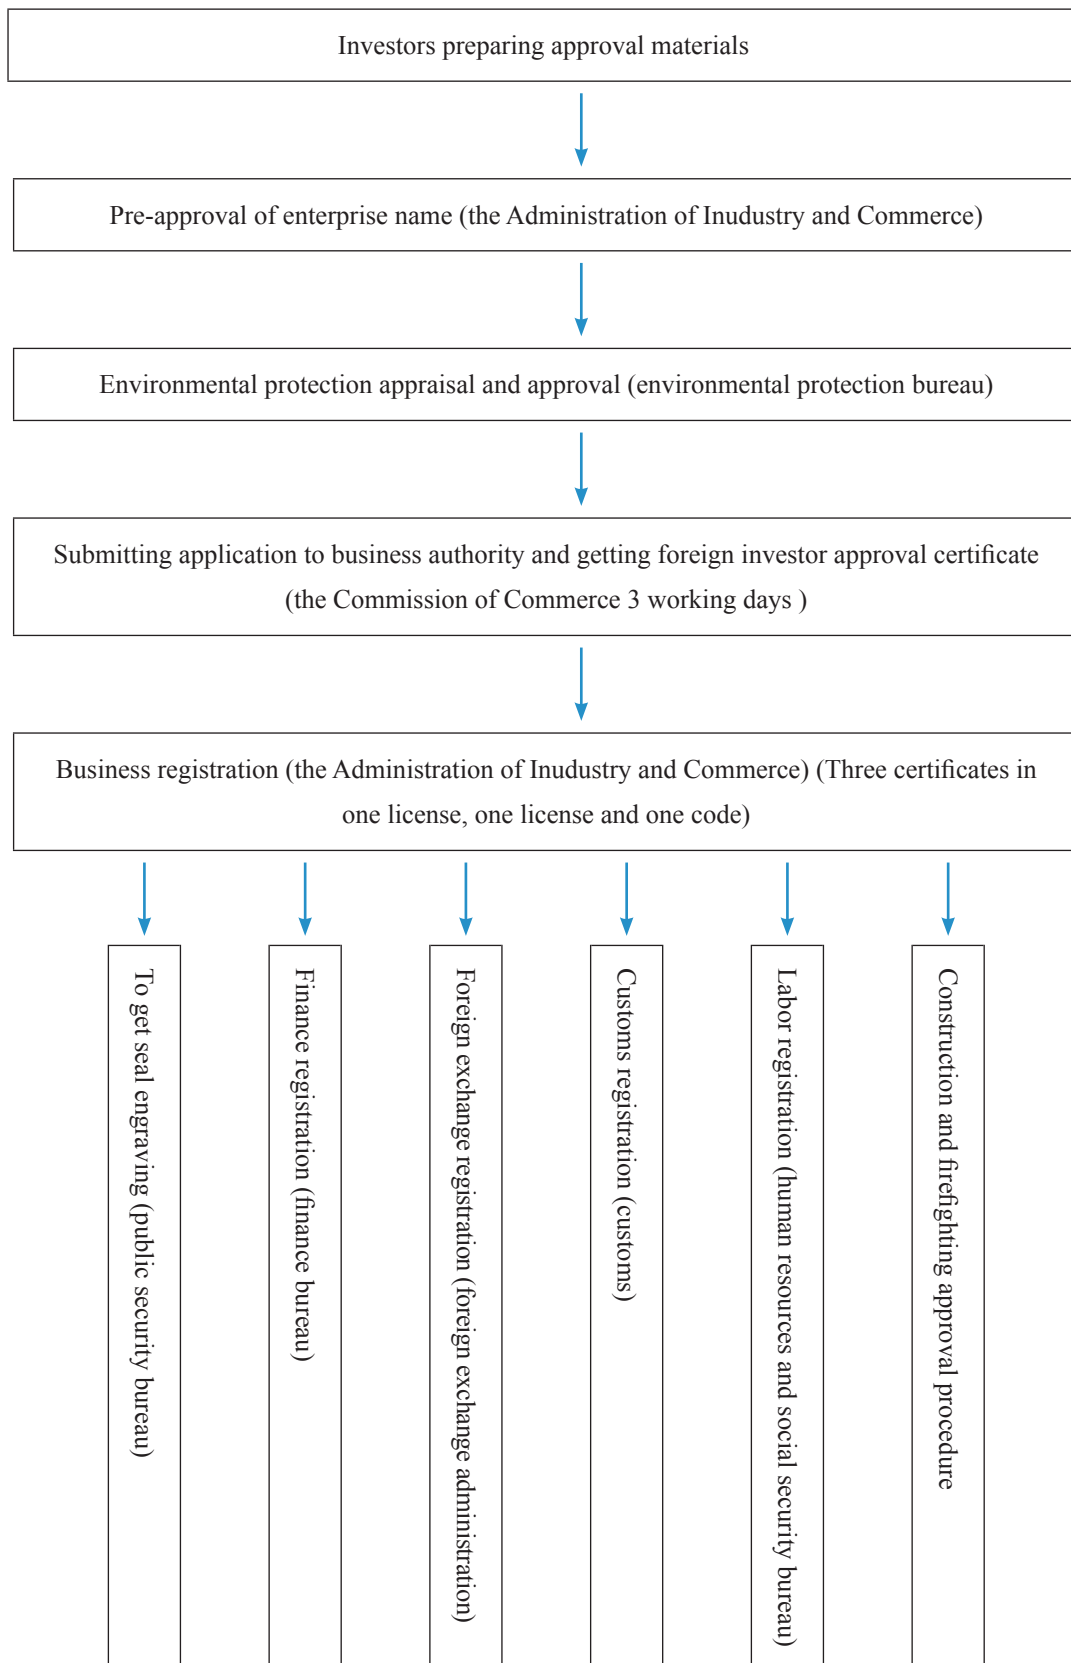 Investors preparing approval materials
Pre-approval of enterprise name (the Administration of Inudustry and Commerce)
Environmental protection appraisal and approval (environmental protection bureau)
Submitting application to business authority and getting foreign investor approval certificate
(the Commission of Commerce 3 working days )
Business registration (the Administration of Inudustry and Commerce) (Three certificates in
one license, one license and one code)
To get seal engraving (public security bureau)
Finance registration (finance bureau)
Foreign exchange registration (foreign exchange administration)
Customs registration (customs)
Labor registration (human resources and social security bureau)
Construction and firefighting approval procedure